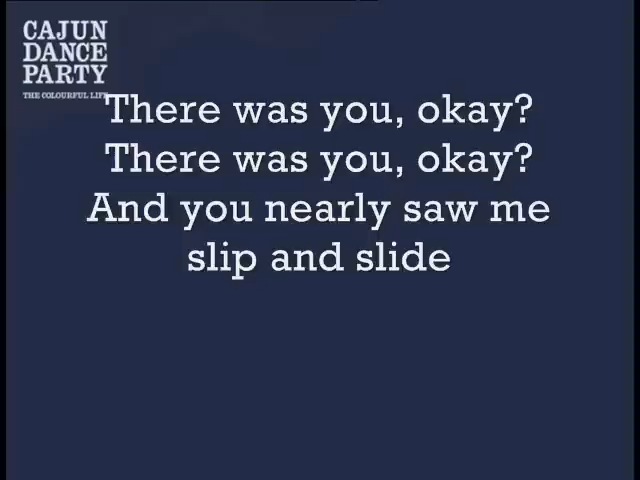 CAJUN
DANCE
PARTY
THE COLOURFUL LIFE
There was you, okay?
There was you, okay?
And you nearly saw me
slip and slide